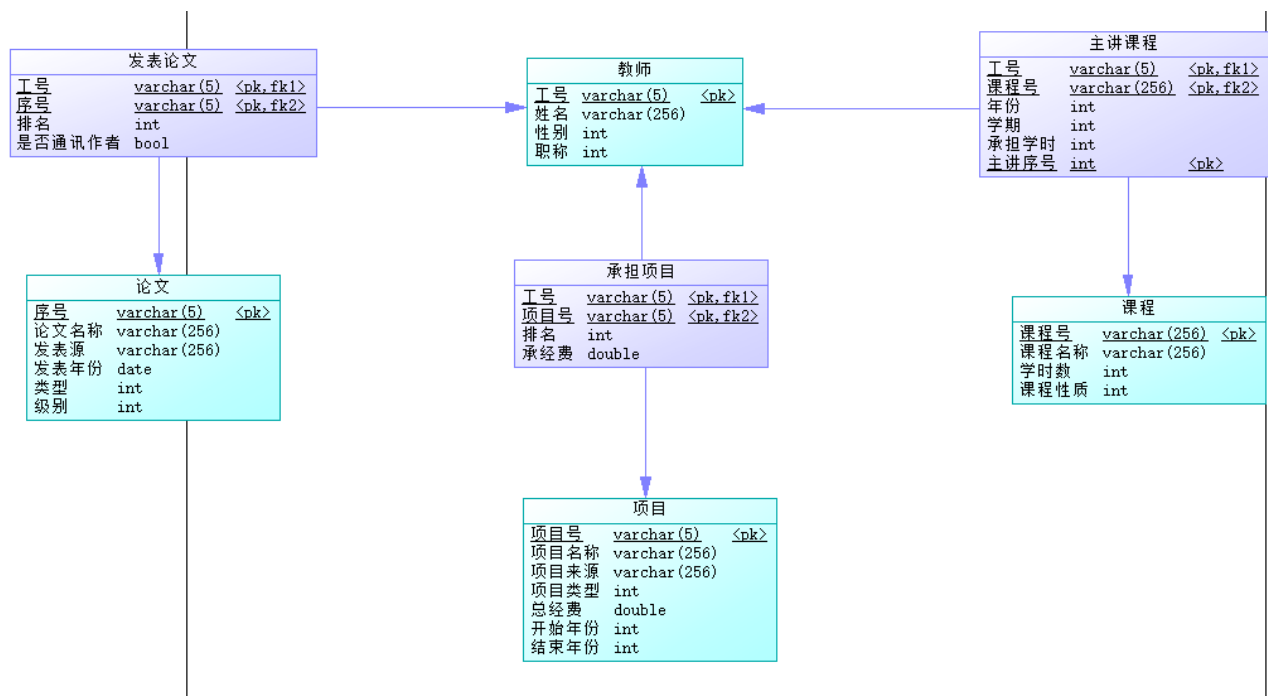 发表论文
工号 varchar(5) <pk,fk1>
序号 varchar(5) <pk,fk2>
排名 int
是否通讯作者 bool
教师
工号 varchar(5) <pk>
姓名 varchar(256)
性别 int
职称 int
主讲课程
工号 varchar(5) <pk,fk1>
课程号 varchar(256) <pk,fk2>
年份 int
学期 int
承担学时 int
主讲序号 int <pk>
论文
序号 varchar(5) <pk>
论文名称 varchar(256)
发表源 varchar(256)
发表年份 date
类型 int
级别 int
承担项目
工号 varchar(5) <pk,fk1>
项目号 varchar(5) <pk,fk2>
排名 int
承经费 double
课程
课程号 varchar(256) <pk>
课程名称 varchar(256)
学时数 int
课程性质 int
项目
项目号 varchar(5) <pk>
项目名称 varchar(256)
项目来源 varchar(256)
项目类型 int
总经费 double
开始年份 int
结束年份 int